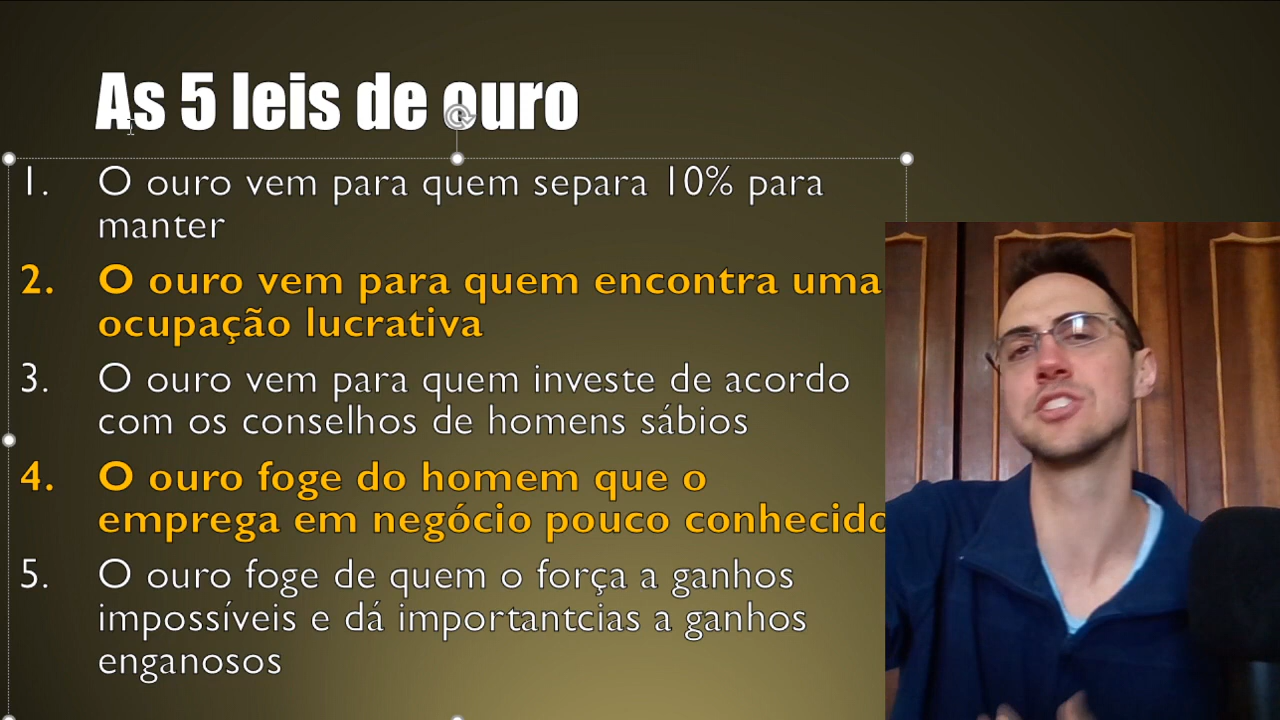 As 5 leis de ouro
1. O ouro vem para quem separa 10% para
manter
2. O ouro vem para quem encontra uma
ocupação lucrativa
3. O ouro vem para quem investe de acordo
com os conselhos de homens sábios
4. O ouro foge do homem que o
emprega em negócio pouco conhecido
5. O ouro foge de quem o força a ganhos
impossíveis e dá importantcias a ganhos
enganosos